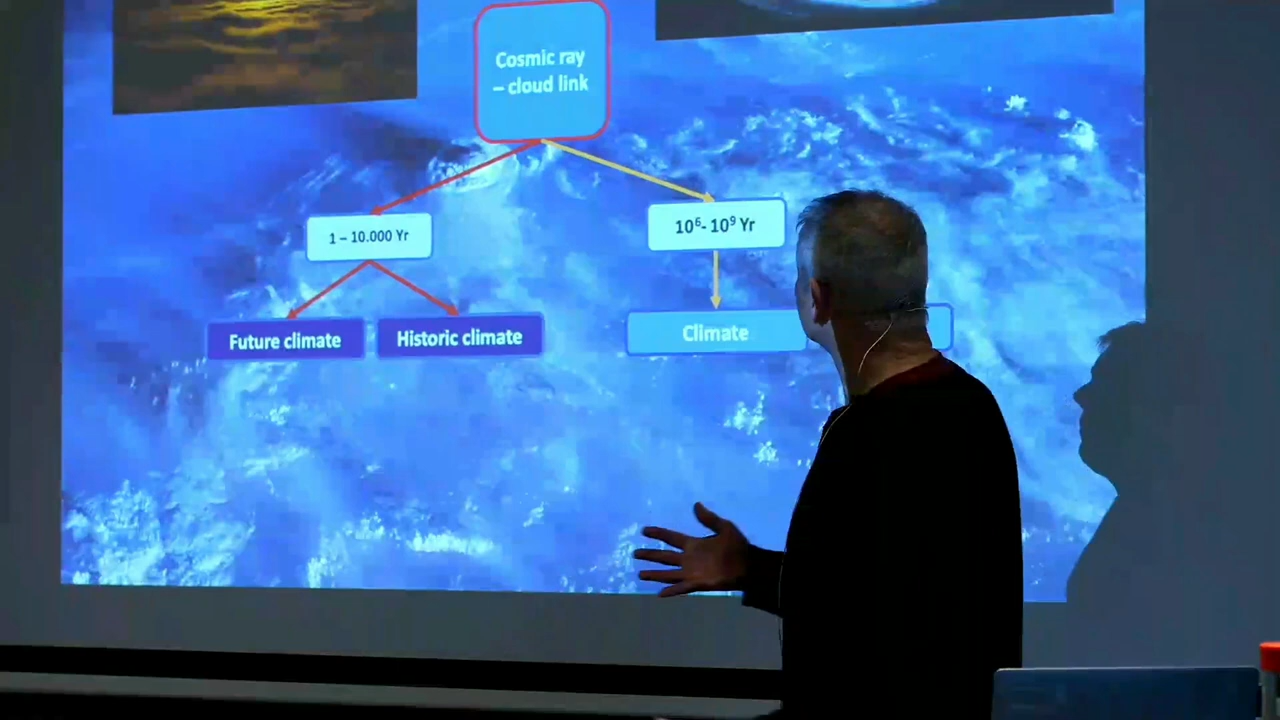 Cosmic ray
– cloud link
1 – 10.000 Yr
10⁶- 10⁹ Yr
Future climate
Historic climate
Climate